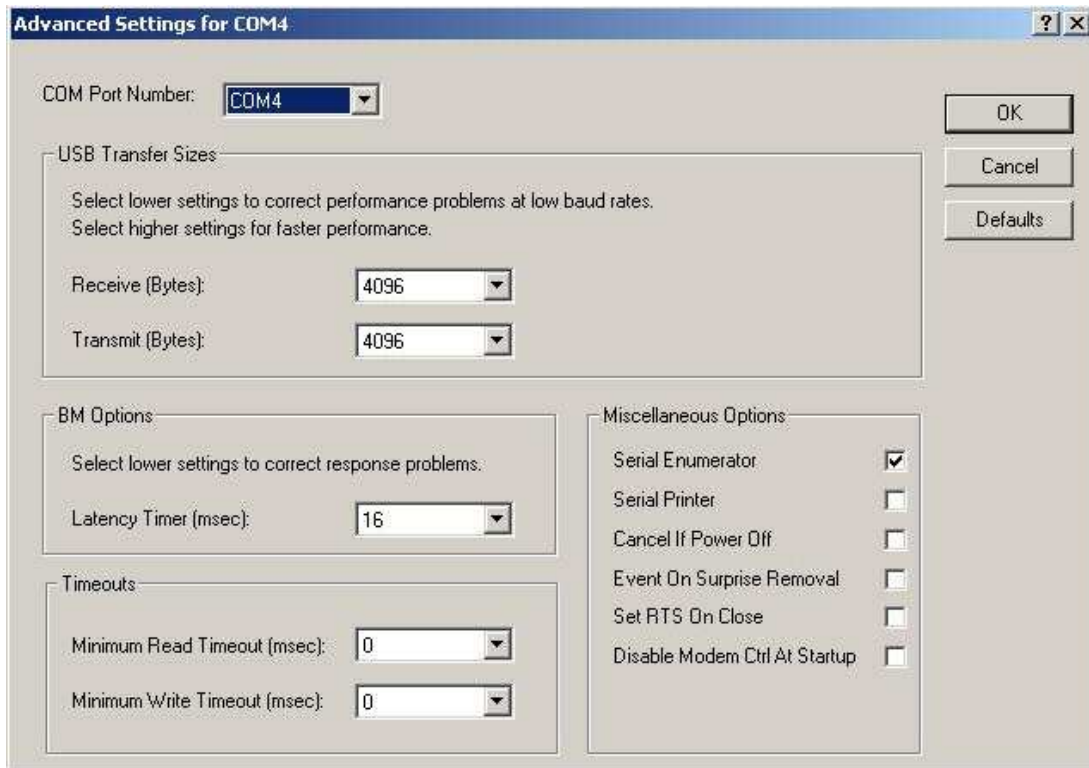 Advanced Settings for COM4
COM Port Number:
COM4
OK
Cancel
Defaults
USB Transfer Sizes
Select lower settings to correct performance problems at low baud rates.
Select higher settings for faster performance.
Receive (Bytes):
4096
Transmit (Bytes):
4096
BM Options
Select lower settings to correct response problems.
Latency Timer (msec):
16
Timeouts
Minimum Read Timeout (msec):
0
Minimum Write Timeout (msec):
0
Miscellaneous Options
Serial Enumerator
Serial Printer
Cancel If Power Off
Event On Surprise Removal
Set RTS On Close
Disable Modem Ctrl At Startup